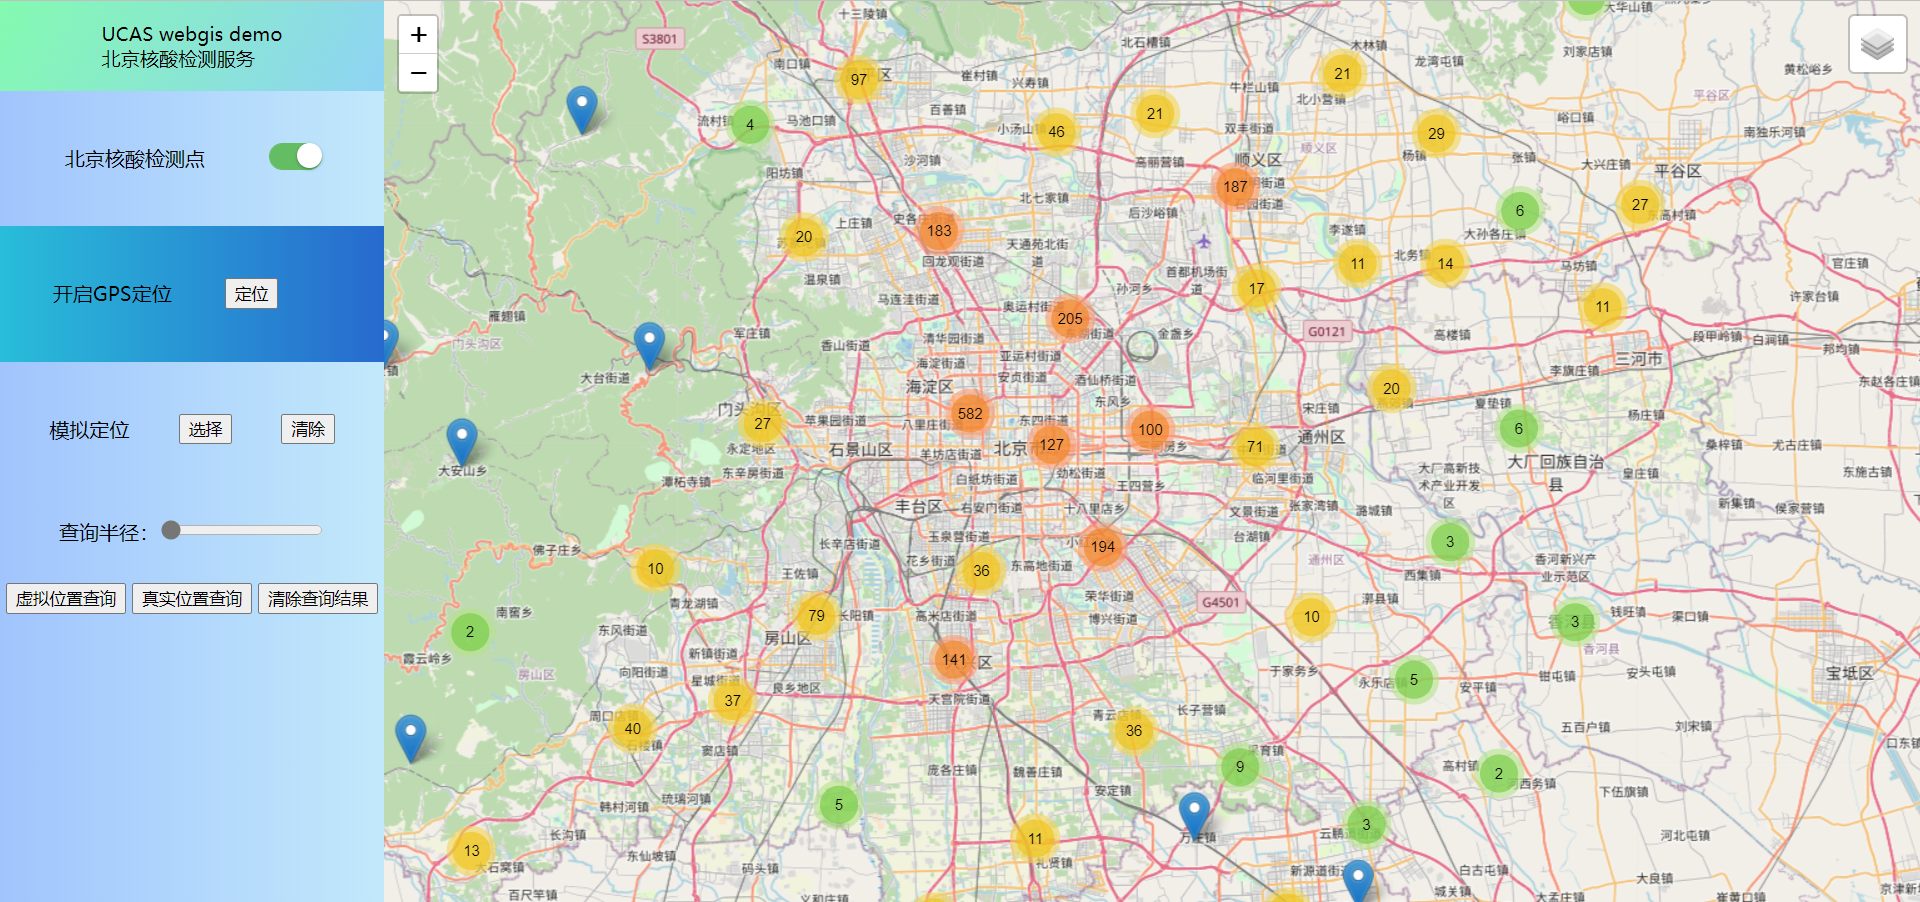 UCAS webgis demo
北京核酸检测服务
北京核酸检测点
开启GPS定位
定位
模拟定位
选择
清除
查询半径：
虚拟位置查询
真实位置查询
清除查询结果
+
−
十三陵镇
S3801
北石槽镇
木林镇
大华山镇
刘家店镇
龙湾屯镇
黄松峪乡
南口镇
97
崔村镇
兴寿镇
21
牛栏山镇
北小营镇
平谷区
流村镇
4
马池口镇
百善镇
小汤山
46
21
双丰街道
29
峪口镇
南独乐河镇
沙河镇
高丽营镇
顺义区
顺义区
杨镇
张镇
大兴庄镇
平谷区
阳坊镇
187
石园街道
北七家镇
后沙峪镇
6
27
东高村镇
上庄镇
183
20
天通苑北街道
李遂镇
大孙各庄镇
回龙观街道
11
北务镇
14
马坊镇
官庄镇
温泉镇
首都机场街道
孙河乡
17
马连洼街道
奥运村街
205
11
许家台镇
雁翅镇
门头沟区
军庄镇
香山街道
清华园街道
金盏乡
G0121
高楼镇
段甲岭镇
白涧镇
邦均镇
海淀街道
亚运村街道
三河市
大台街道
海淀区
安贞街道
酒仙桥街道
李旗庄镇
东赵各庄镇
20
东风乡
宋庄镇
夏垫镇
杨庄镇
门头沟区
27
苹果园街道
八里庄街
582
东四街道
100
6
永定地区
石景山区
北京
127
71
通州区
桑梓镇
尤古庄镇
大安山乡
东辛房街道
羊坊店街道
劲松街道
临河里街道
大厂高新技术产业开发区
大厂回族自治县
皇庄镇
东施古镇
潭柘寺镇
白纸坊街道
王四营乡
丰台区
右安门街道
十八里店乡
文景街道
张家湾镇
潞城镇
新集镇
侯家营镇
佛子庄乡
长辛店街道
玉泉营街道
194
台湖镇
3
10
王佐镇
花乡街道
36
东高地街道
通州区
西集镇
香河新兴产业示范区
荣华街道
青龙湖镇
G4501
漷县镇
南窖乡
79
长阳镇
高米店街道
博兴街道
10
3
钱旺镇
渠口镇
2
东风街道
房山区
霞云岭乡
新镇街道
141
香河县
房山区
向阳街道
星城街道
良乡地区
于家务乡
永乐店
5
安平镇
钳屯镇
安头屯镇
宝坻区
37
天宫院街道
周口店镇
40
青云店镇
长子营镇
36
五百户镇
刘宋镇
窦店镇
9
高村镇
2
河西务镇
口东镇
庞各庄镇
魏善庄镇
安定镇
下伍旗镇
韩村河镇
琉璃河镇
5
3
长沟镇
11
万庄镇
河北屯镇
13
大石窝镇
东仙坡镇
码头镇
礼贤镇
新源道街
白古屯镇
大良镇
百尺竿镇
义和庄镇
城关镇
大孟庄镇
崔黄口镇